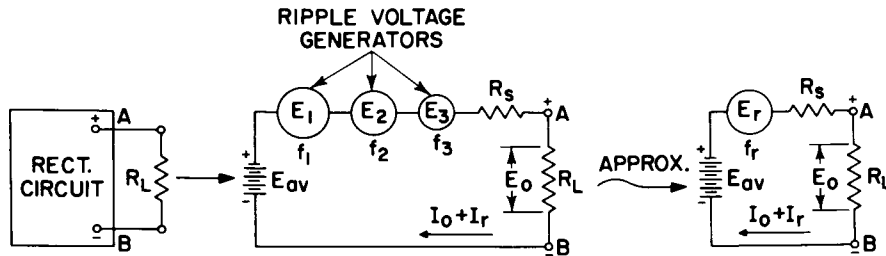 RIPPLE VOLTAGE
GENERATORS
RECT.
CIRCUIT
+ A
R_L
− B
E_1
E_2
E_3
f_1
f_2
f_3
R_S
+
A
+
E_av
−
E_O
R_L
I_O + I_r
B
−
APPROX.
E_r
f_r
R_S
+
A
+
E_av
−
E_O
R_L
I_O + I_r
B
−